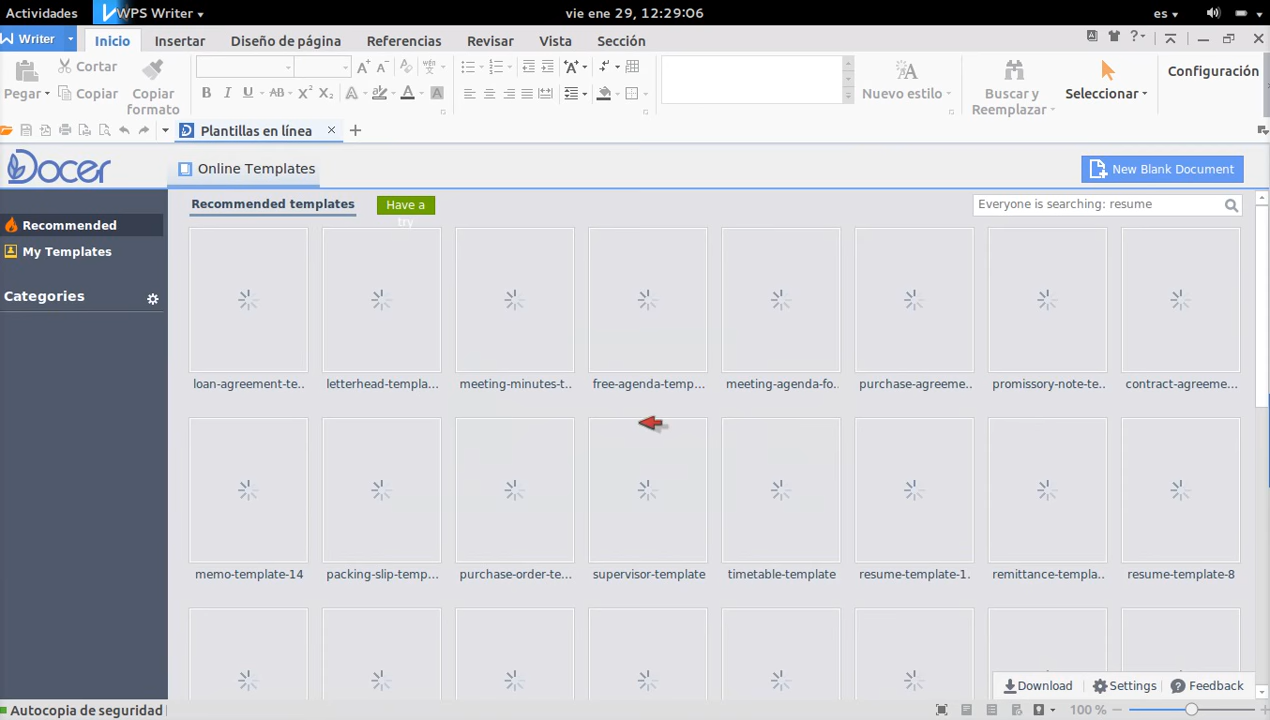 Actividades WPS Writer vie ene 29, 12:29:06 es
Writer Inicio Insertar Diseño de página Referencias Revisar Vista Sección
Cortar
Pegar Copiar Copiar formato Nuevo estilo Buscar y Reemplazar Seleccionar Configuración
Plantillas en línea
Docer Online Templates New Blank Document
Recommended templates Have a try Everyone is searching: resume
Recommended
My Templates
Categories
loan-agreement-te.. letterhead-templa... meeting-minutes-t.. free-agenda-temp... meeting-agenda-fo.. purchase-agreeme.. promissory-note-te.. contract-agreeme...
memo-template-14 packing-slip-temp... purchase-order-te... supervisor-template timetable-template resume-template-1. remittance-templa.. resume-template-8
Download Settings Feedback
Autocopia de seguridad 100 %